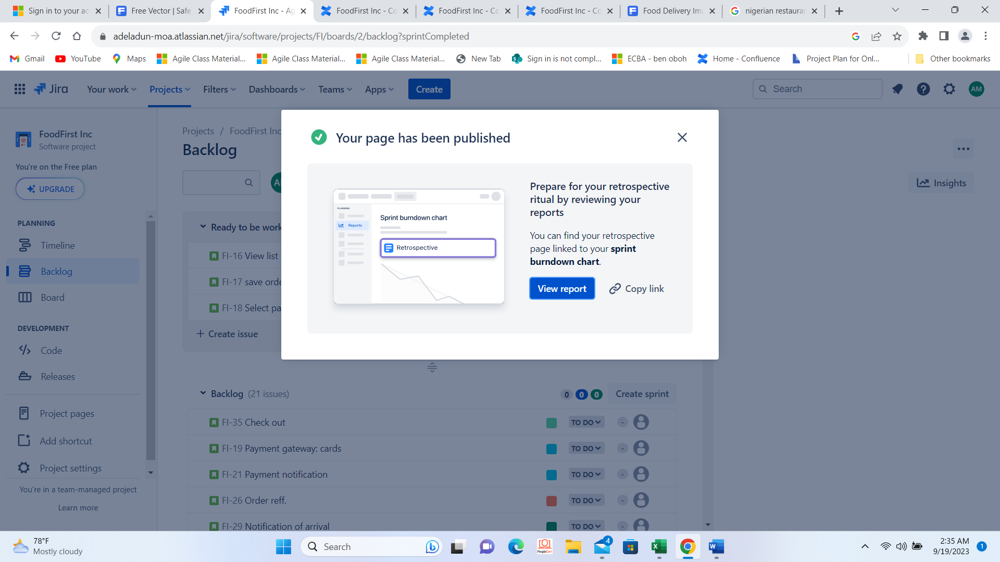 Sign in to your ac
Free Vector | Safe
FoodFirst Inc - Ag
FoodFirst Inc - Co
FoodFirst Inc - Co
FoodFirst Inc - Co
Food Delivery Ima
nigerian restauran
adeladun-moa.atlassian.net/jira/software/projects/FI/boards/2/backlog?sprintCompleted
Gmail
YouTube
Maps
Agile Class Material...
Agile Class Material...
Agile Class Material...
New Tab
Sign in is not compl...
ECBA - ben oboh
Home - Confluence
Project Plan for Onl...
Other bookmarks
Jira
Your work
Projects
Filters
Dashboards
Teams
Apps
Create
Search
AM
FoodFirst Inc
Software project
You're on the Free plan
UPGRADE
PLANNING
Timeline
Backlog
Board
DEVELOPMENT
Code
Releases
Project pages
Add shortcut
Project settings
You're in a team-managed project
Learn more
Projects / FoodFirst Inc
Backlog
Insights
Ready to be work
FI-16 View list
FI-17 save orde
FI-18 Select pa
+ Create issue
Your page has been published
PLANNING
Reports
Sprint burndown chart
Retrospective
Prepare for your retrospective
ritual by reviewing your
reports
You can find your retrospective
page linked to your sprint
burndown chart.
View report
Copy link
Backlog (21 issues)
0 0 0
Create sprint
FI-35 Check out
TO DO
-
FI-19 Payment gateway: cards
TO DO
-
FI-21 Payment notification
TO DO
-
FI-26 Order reff.
TO DO
-
FI-29 Notification of arrival
TO DO
-
78°F
Mostly cloudy
Search
PeopleCert
4
2:35 AM
9/19/2023
1